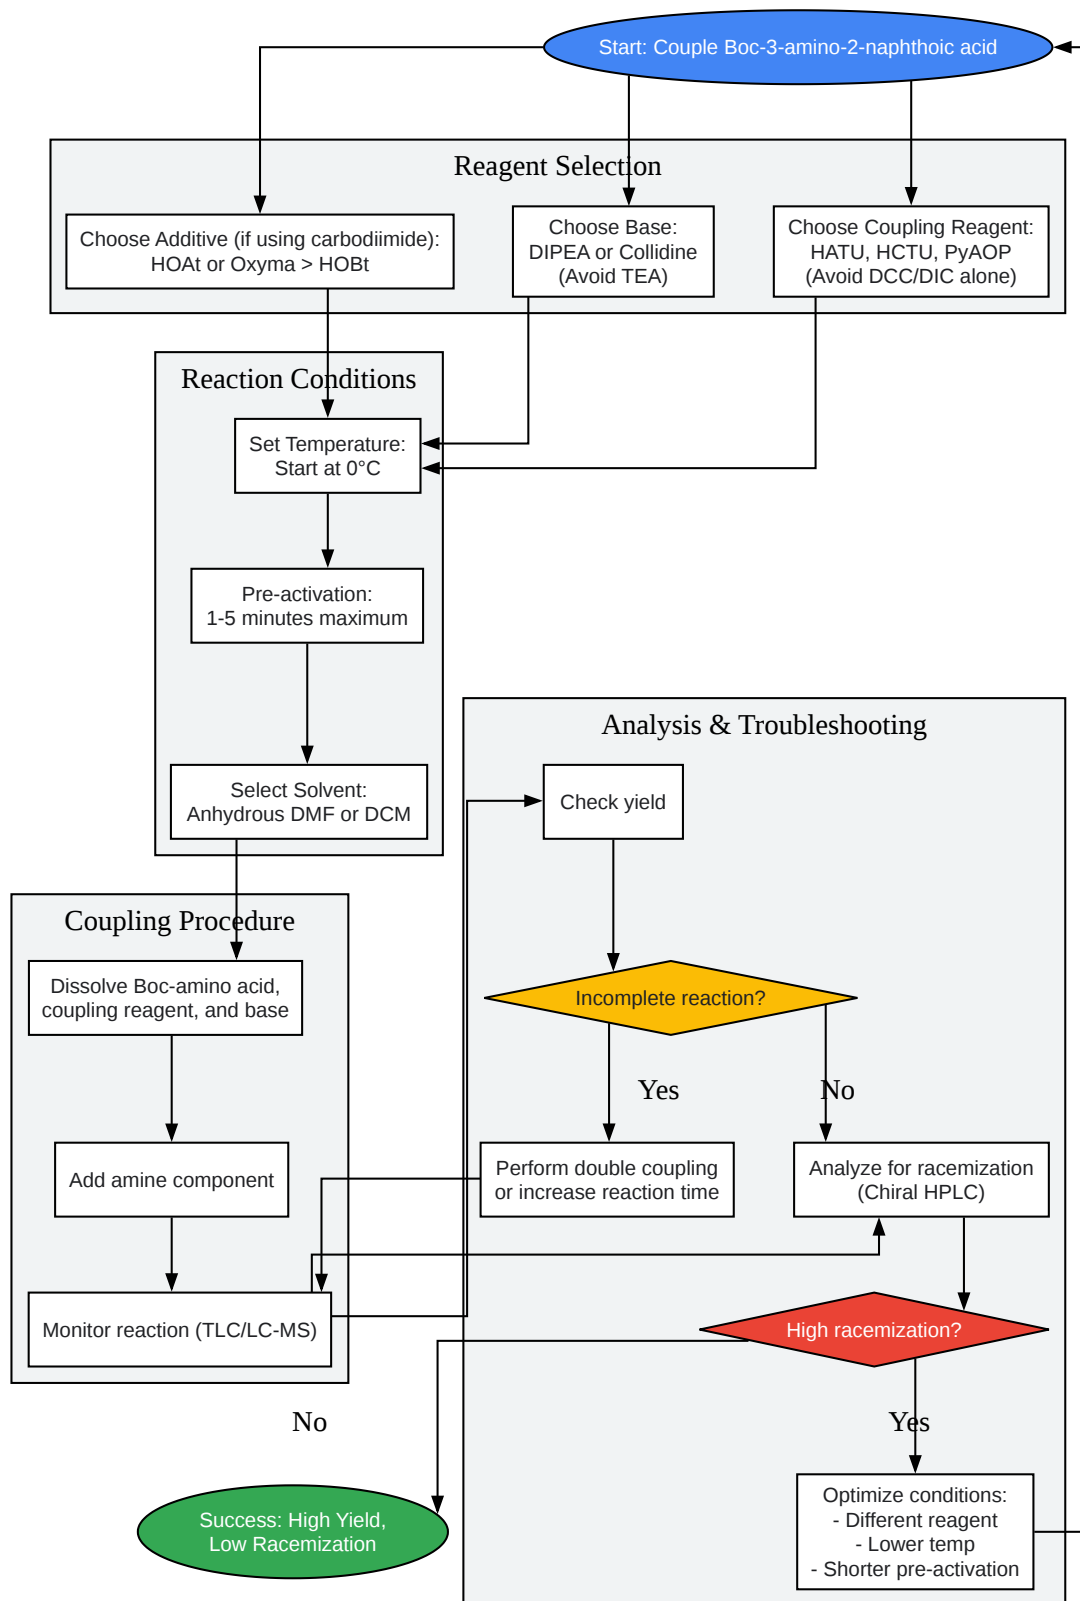 Start: Couple Boc-3-amino-2-naphthoic acid
Reagent Selection
Choose Additive (if using carbodiimide):
HOAt or Oxyma > HOBt
Choose Base:
DIPEA or Collidine
(Avoid TEA)
Choose Coupling Reagent:
HATU, HCTU, PyAOP
(Avoid DCC/DIC alone)
Reaction Conditions
Set Temperature:
Start at 0°C
Pre-activation:
1-5 minutes maximum
Select Solvent:
Anhydrous DMF or DCM
Analysis & Troubleshooting
Check yield
Incomplete reaction?
Yes
No
Perform double coupling
or increase reaction time
Analyze for racemization
(Chiral HPLC)
High racemization?
Coupling Procedure
Dissolve Boc-amino acid,
coupling reagent, and base
Add amine component
Monitor reaction (TLC/LC-MS)
No
Yes
Success: High Yield,
Low Racemization
Optimize conditions:
- Different reagent
- Lower temp
- Shorter pre-activation